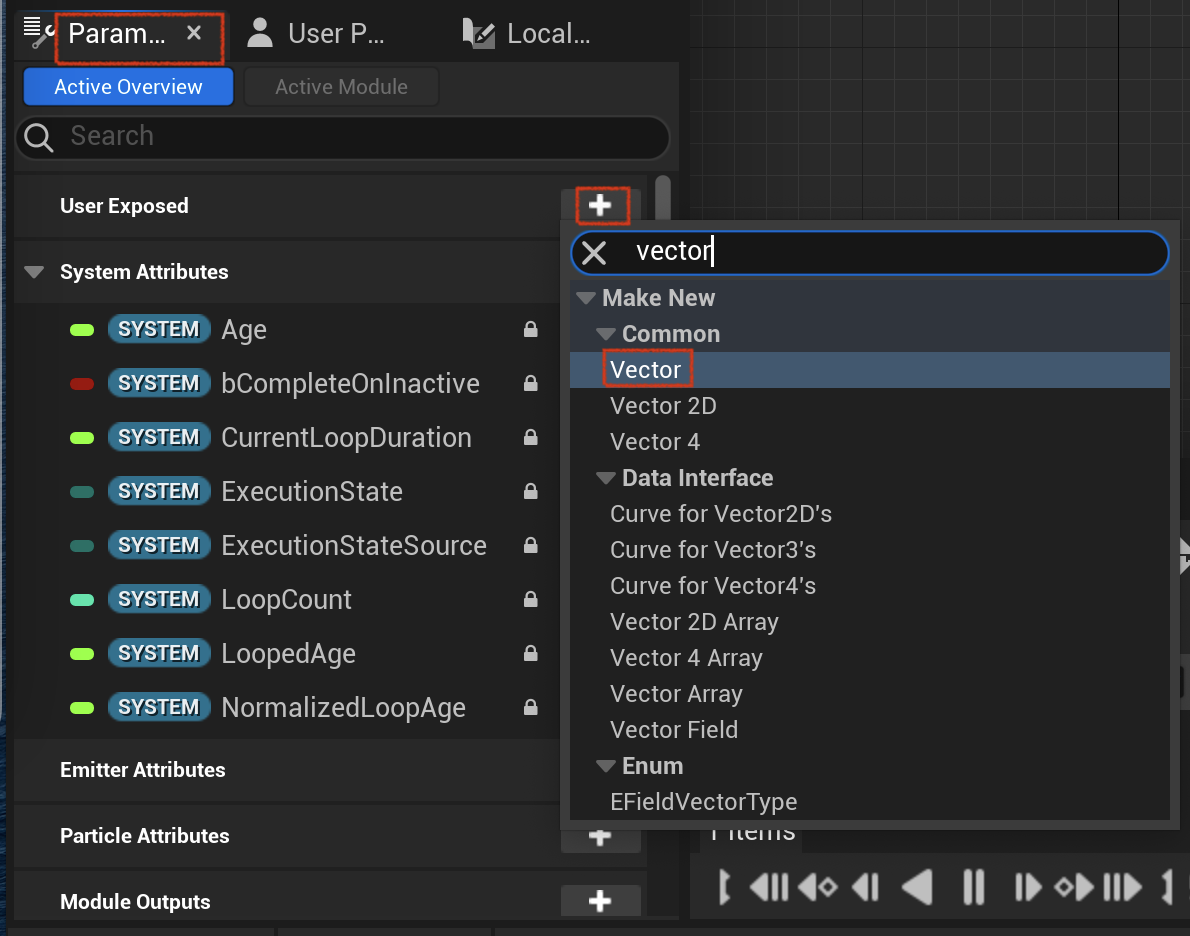 Param...
User P...
Local...
Active Overview
Active Module
Search
User Exposed
System Attributes
SYSTEM Age
SYSTEM bCompleteOnInactive
SYSTEM CurrentLoopDuration
SYSTEM ExecutionState
SYSTEM ExecutionStateSource
SYSTEM LoopCount
SYSTEM LoopedAge
SYSTEM NormalizedLoopAge
Emitter Attributes
Particle Attributes
Module Outputs
vector
Make New
Common
Vector
Vector 2D
Vector 4
Data Interface
Curve for Vector2D's
Curve for Vector3's
Curve for Vector4's
Vector 2D Array
Vector 4 Array
Vector Array
Vector Field
Enum
EFieldVectorType
1 items